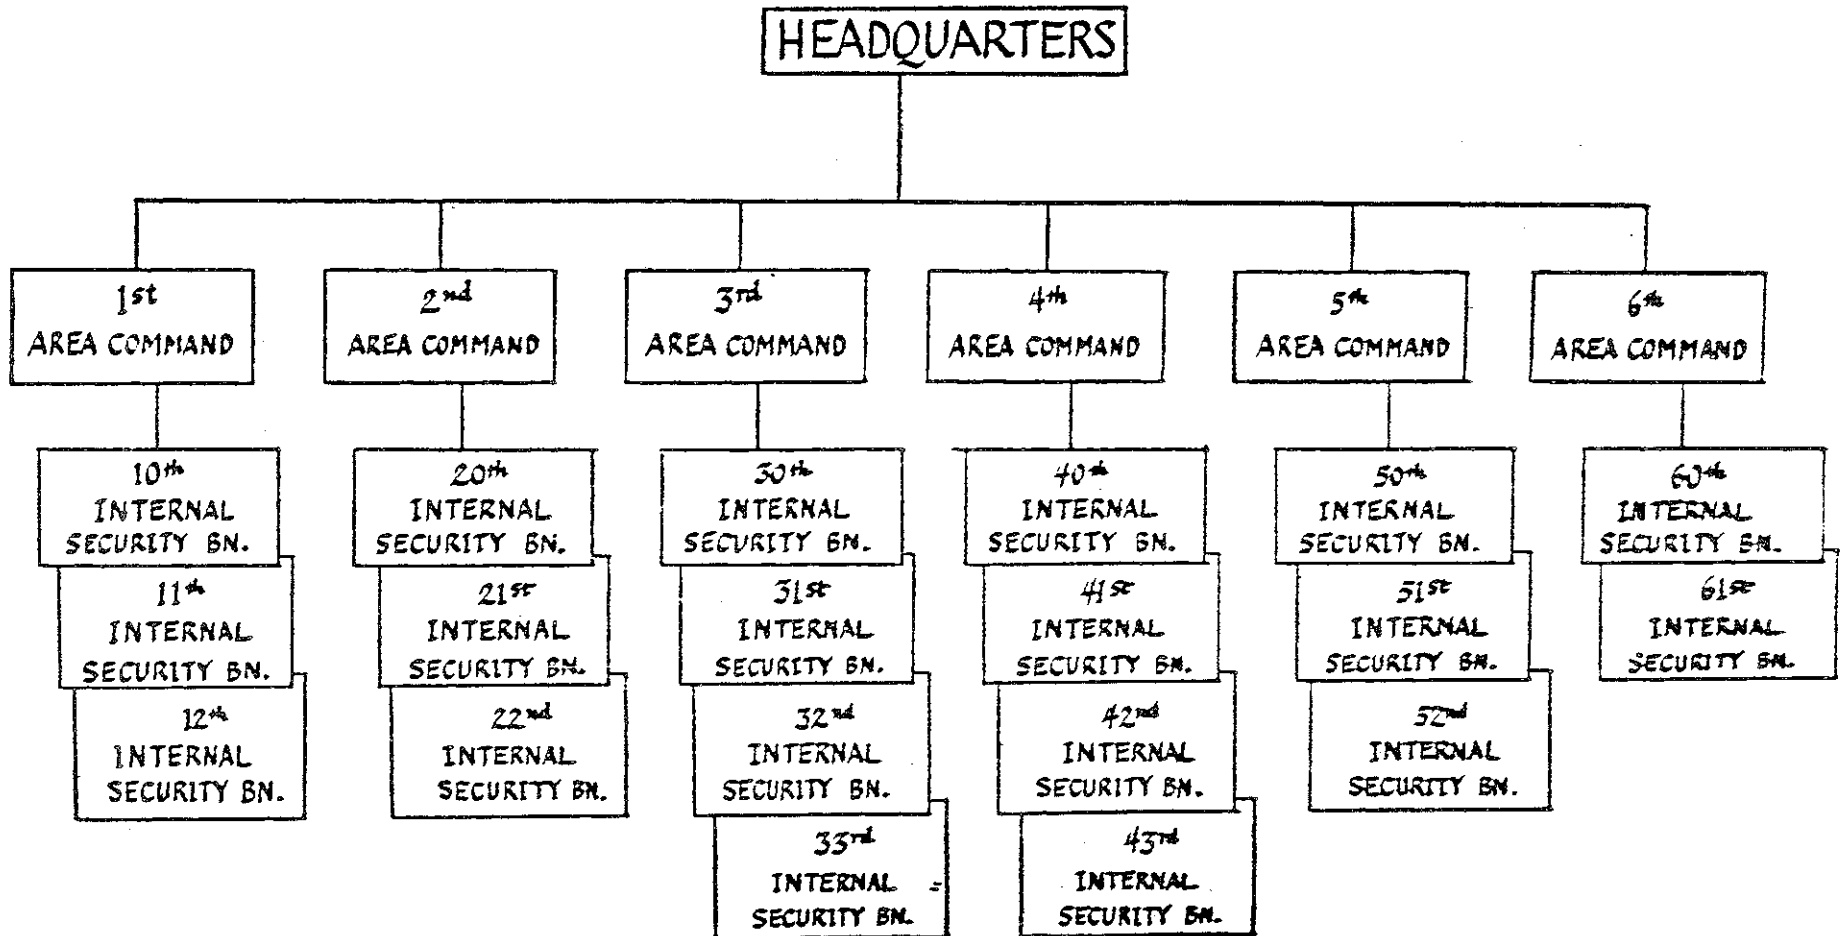 HEADQUARTERS
1st
AREA COMMAND
2nd
AREA COMMAND
3rd
AREA COMMAND
4th
AREA COMMAND
5th
AREA COMMAND
6th
AREA COMMAND
10th
INTERNAL
SECURITY BN.
11th
INTERNAL
SECURITY BN.
12th
INTERNAL
SECURITY BN.
20th
INTERNAL
SECURITY BN.
21st
INTERNAL
SECURITY BN.
22nd
INTERNAL
SECURITY BN.
30th
INTERNAL
SECURITY BN.
31st
INTERNAL
SECURITY BN.
32nd
INTERNAL
SECURITY BN.
33rd
INTERNAL
SECURITY BN.
40th
INTERNAL
SECURITY BN.
41st
INTERNAL
SECURITY BN.
42nd
INTERNAL
SECURITY BN.
43rd
INTERNAL
SECURITY BN.
50th
INTERNAL
SECURITY BN.
51st
INTERNAL
SECURITY BN.
52nd
INTERNAL
SECURITY BN.
60th
INTERNAL
SECURITY BN.
61st
INTERNAL
SECURITY BN.